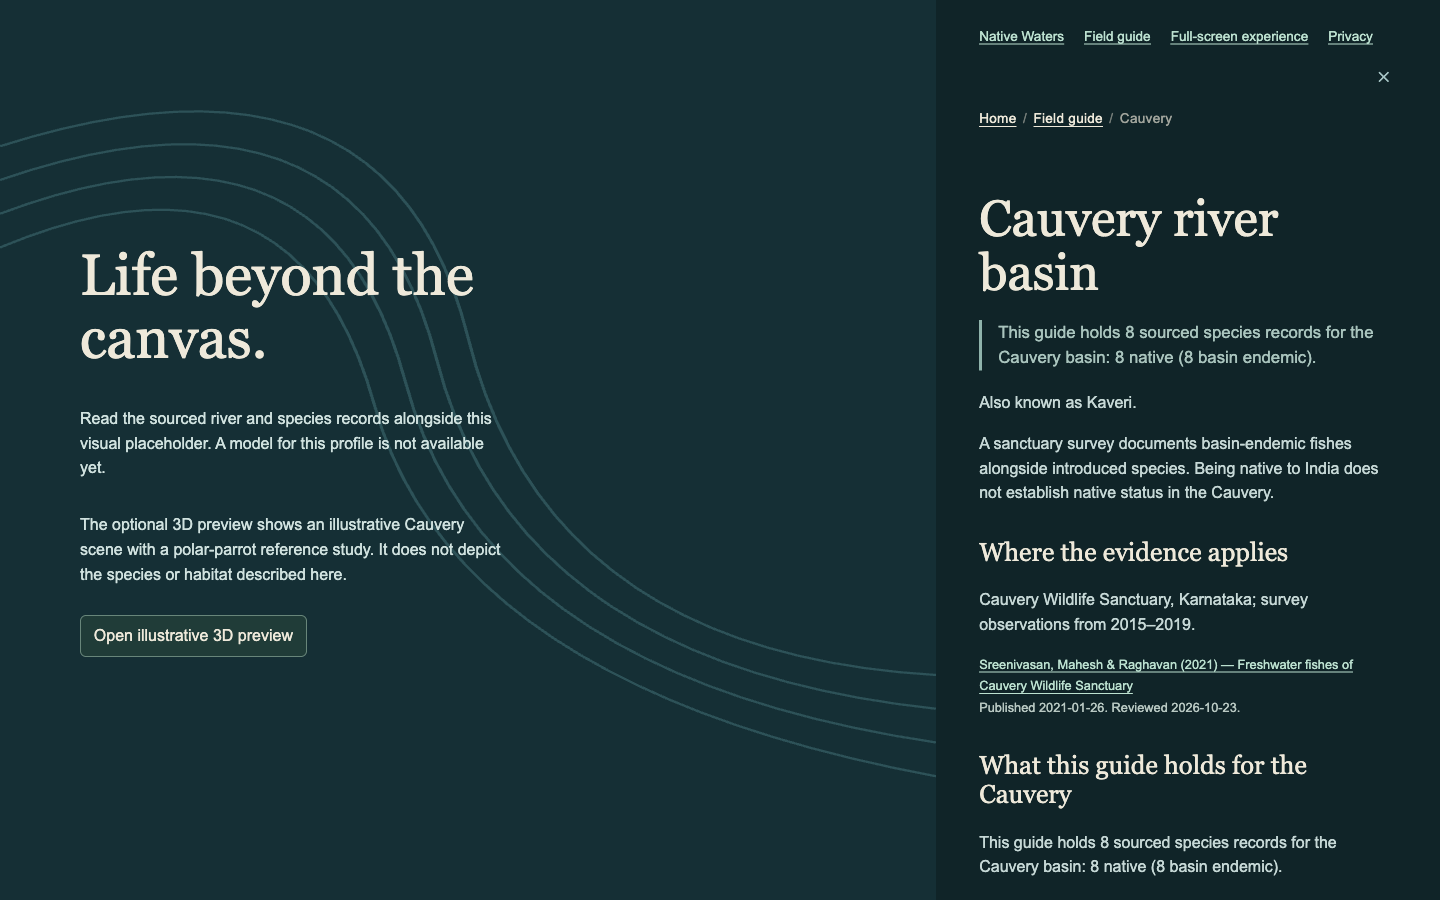 Life beyond the
canvas.
Read the sourced river and species records alongside this
visual placeholder. A model for this profile is not available
yet.
The optional 3D preview shows an illustrative Cauvery
scene with a polar-parrot reference study. It does not depict
the species or habitat described here.
Open illustrative 3D preview
Native Waters Field guide Full-screen experience Privacy
×
Home / Field guide / Cauvery
Cauvery river
basin
This guide holds 8 sourced species records for the
Cauvery basin: 8 native (8 basin endemic).
Also known as Kaveri.
A sanctuary survey documents basin-endemic fishes
alongside introduced species. Being native to India does
not establish native status in the Cauvery.
Where the evidence applies
Cauvery Wildlife Sanctuary, Karnataka; survey
observations from 2015–2019.
Sreenivasan, Mahesh & Raghavan (2021) — Freshwater fishes of
Cauvery Wildlife Sanctuary
Published 2021-01-26. Reviewed 2026-10-23.
What this guide holds for the
Cauvery
This guide holds 8 sourced species records for the
Cauvery basin: 8 native (8 basin endemic).